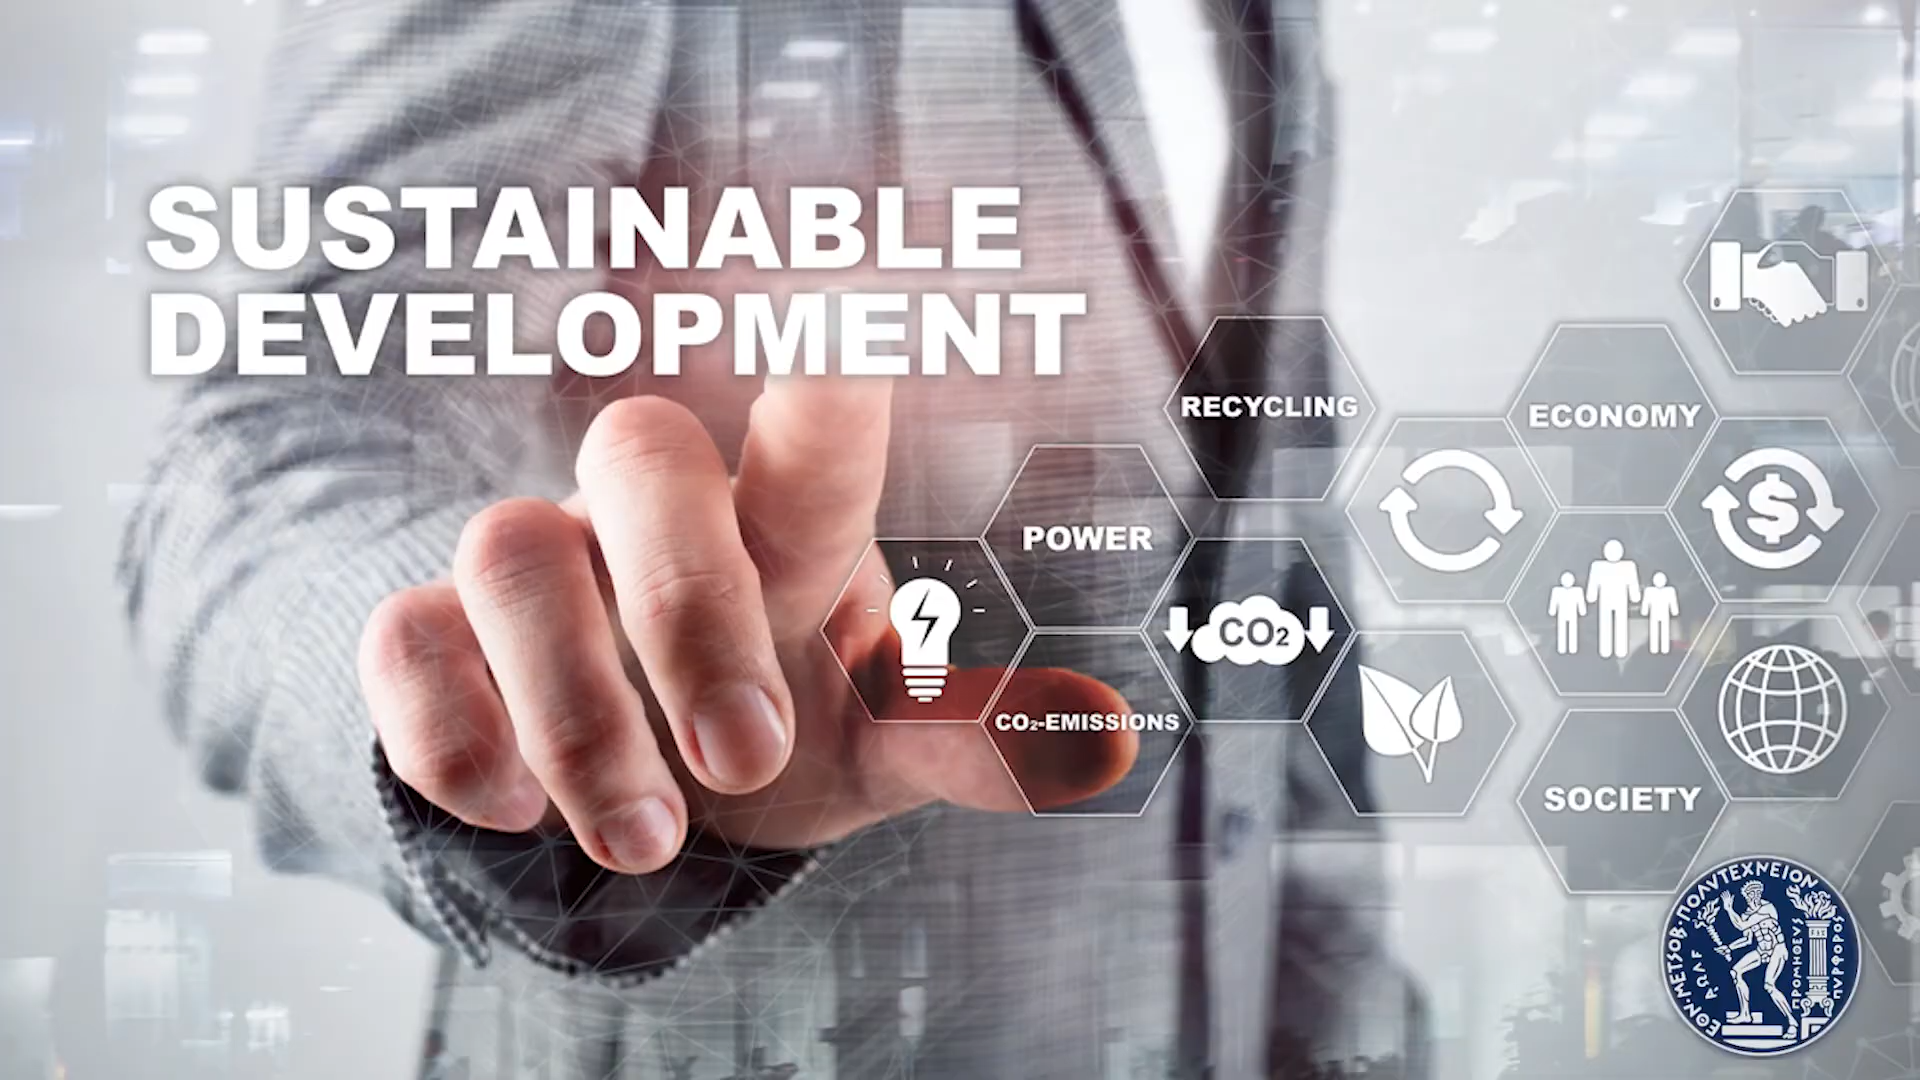 SUSTAINABLE
DEVELOPMENT
RECYCLING
ECONOMY
POWER
CO₂
CO₂-EMISSIONS
SOCIETY
ΕΘΝ·ΜΕΤΣΟΒ·ΠΟΛΥΤΕΧΝΕΙΟΝ
ΠΡΟΜΗΘΕΥΣ
ΠΥΡΦΟΡΟΣ